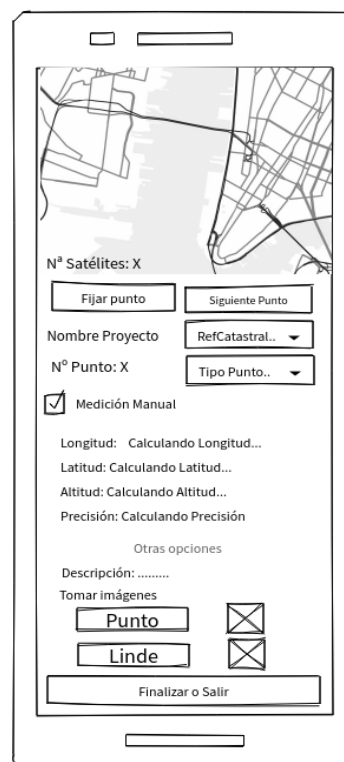 Nª Satélites: X
Fijar punto
Siguiente Punto
Nombre Proyecto
RefCatastral..
Nº Punto: X
Tipo Punto..
Medición Manual
Longitud: Calculando Longitud...
Latitud: Calculando Latitud...
Altitud: Calculando Altitud...
Precisión: Calculando Precisión
Otras opciones
Descripción: .........
Tomar imágenes
Punto
Linde
Finalizar o Salir